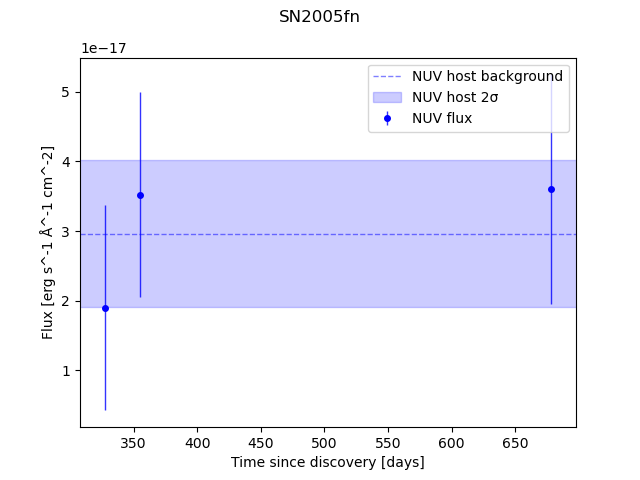 SN2005fn
1e−17
NUV host background
NUV host 2σ
NUV flux
5
4
3
2
1
Flux [erg s^-1 Å^-1 cm^-2]
350 400 450 500 550 600 650
Time since discovery [days]